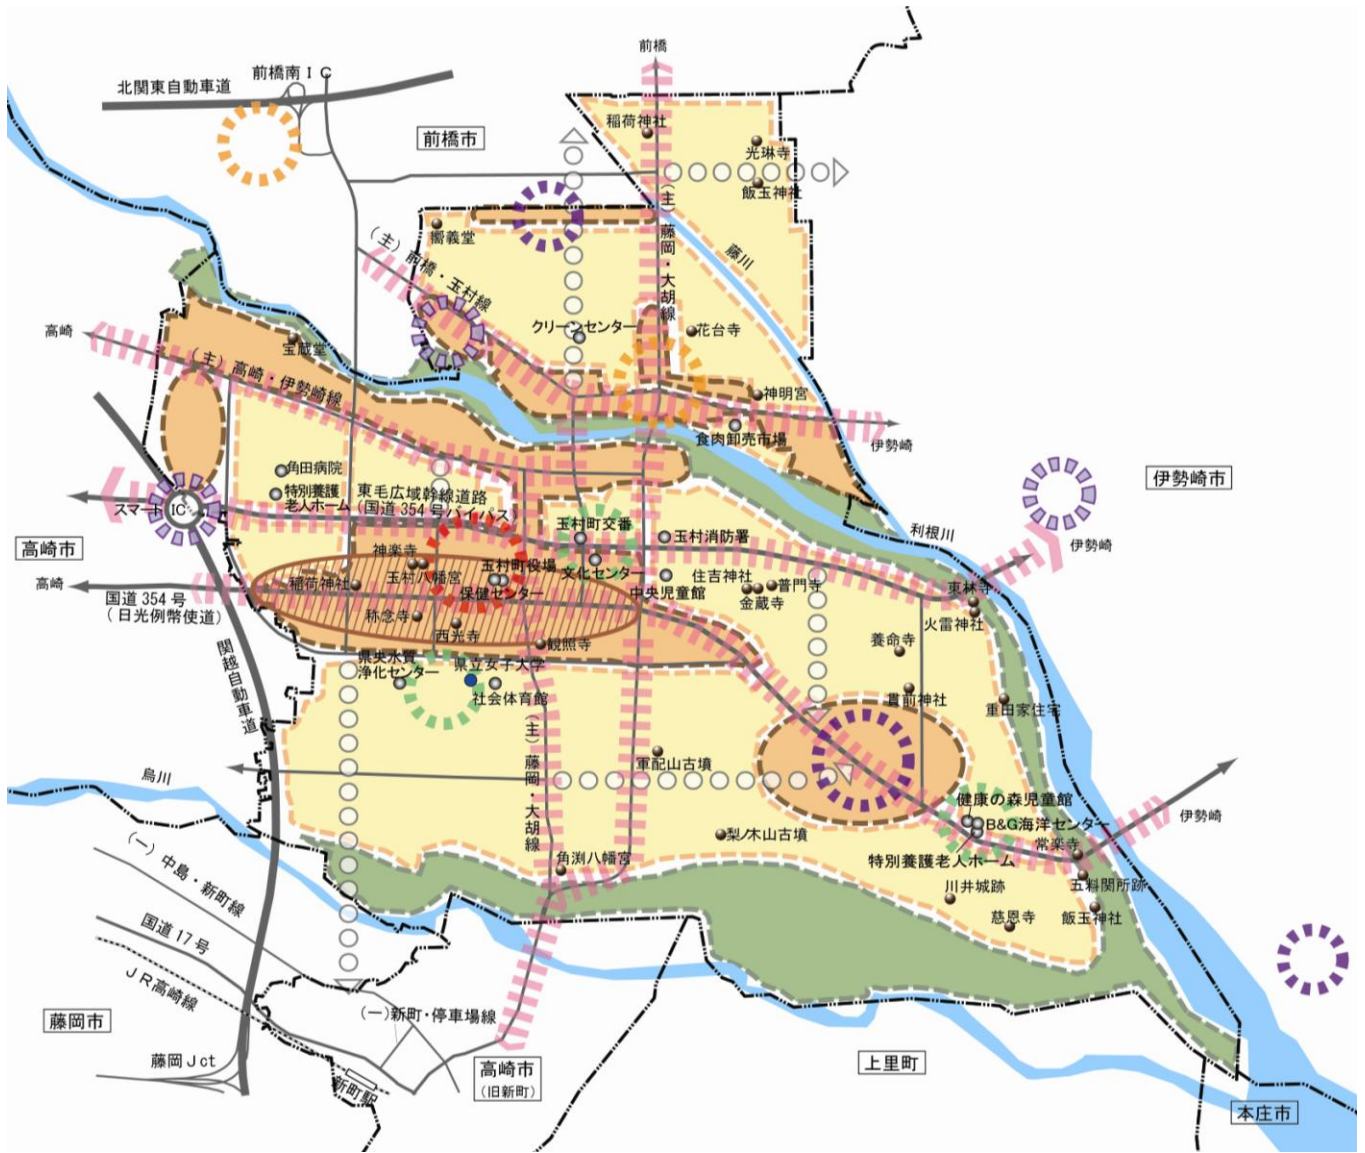 前橋
前橋南IC
北関東自動車道
前橋市
稲荷神社
光琳寺
飯玉神社
(主)藤岡・大胡線
嚮義堂
(主)前橋・玉村線
藤川
高崎
クリーンセンター
花台寺
宝蔵堂
(主)高崎・伊勢崎線
神明宮
食肉卸売市場
伊勢崎
角田病院
特別養護
老人ホーム
東毛広域幹線道路
(国道354号バイパス)
伊勢崎市
スマートIC
玉村町交番
玉村消防署
利根川
伊勢崎
高崎市
神楽寺
玉村八幡宮
玉村町役場
文化センター
高崎
稲荷神社
保健センター
中央児童館
住吉神社
普門寺
金蔵寺
東林寺
国道354号
(日光例幣使道)
称念寺
西光寺
火雷神社
観照寺
養命寺
関越自動車道
県央水質
浄化センター
県立女子大学
社会体育館
貫前神社
重田家住宅
(主)藤岡・大胡線
烏川
軍配山古墳
健康の森児童館
B&G海洋センター
伊勢崎
梨ノ木山古墳
常楽寺
(一)中島・新町線
角渕八幡宮
特別養護老人ホーム
五料関所跡
川井城跡
飯玉神社
慈恩寺
国道17号
JR高崎線
藤岡市
(一)新町・停車場線
藤岡Jct
新町駅
高崎市
(旧新町)
上里町
本庄市